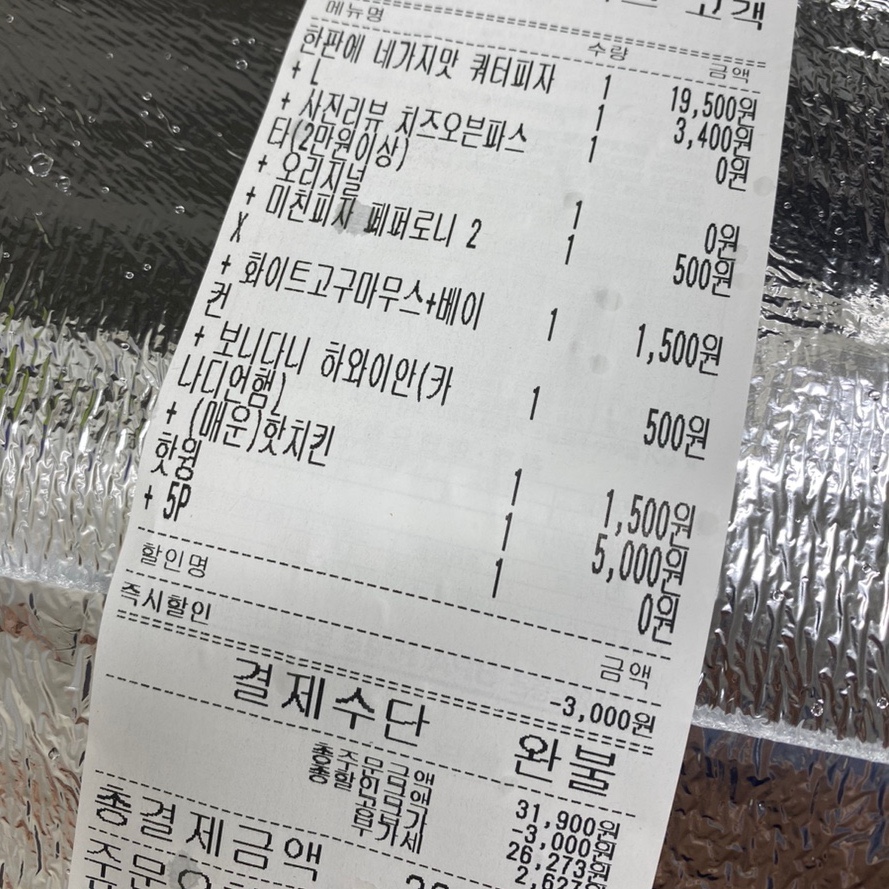 고객
메뉴명 수량 금액
한판에 네가지맛 쿼터피자 1 19,500원
+ L 1 3,400원
+ 사진리뷰 치즈오븐파스 1 0원
타(2만원이상)
+ 오리지널 1 0원
+ 미친피자 페퍼로니 2 1 500원
X
+ 화이트고구마무스+베이 1 1,500원
컨
+ 보니다니 하와이안(카 1 500원
나디언햄)
+ (매운)핫치킨 1 1,500원
핫윙 1 5,000원
+ 5P 1 0원
할인명 금액
즉시할인 -3,000원
결제수단 완불
총주문금액 31,900원
총할인금액 -3,000원
공급가 26,273원
부가세 2,627원
총결제금액